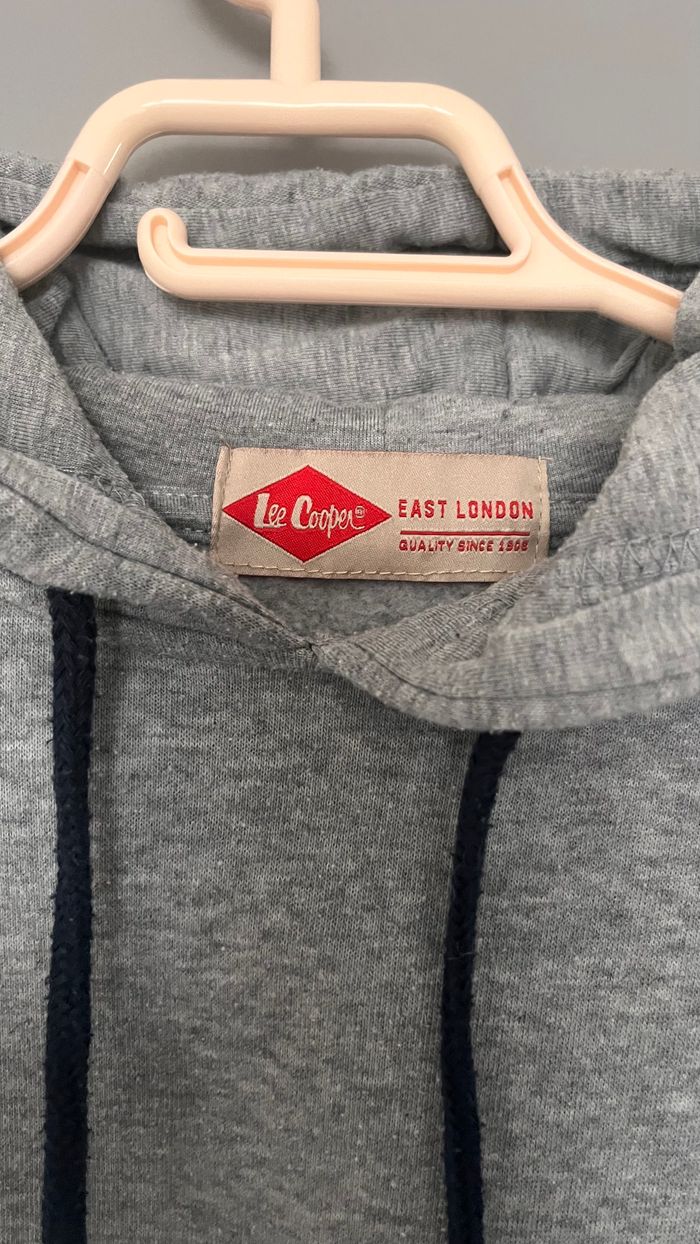 Lee Cooper
EAST LONDON
QUALITY SINCE 1908